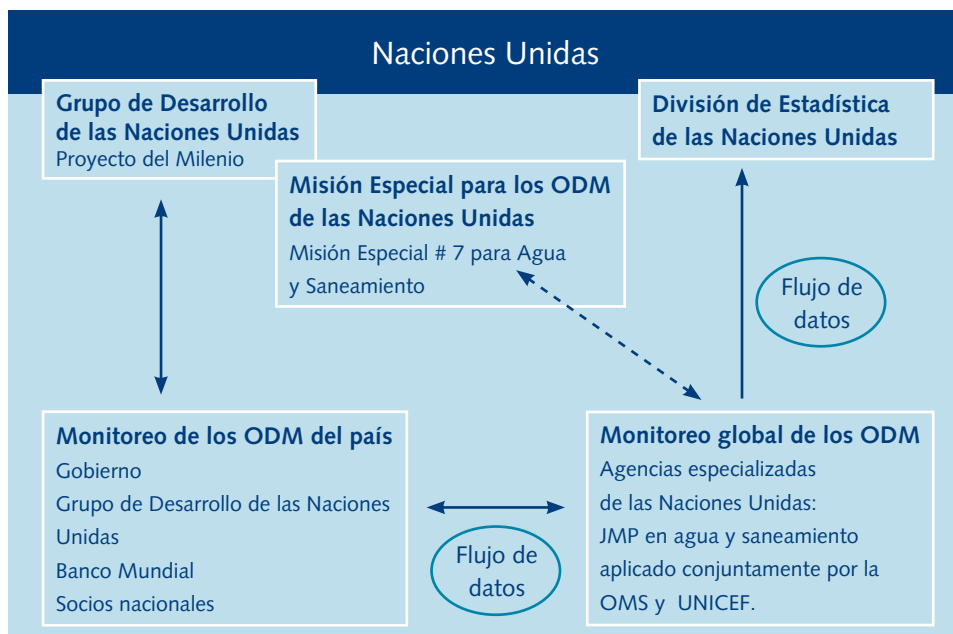 Naciones Unidas
Grupo de Desarrollo
de las Naciones Unidas
Proyecto del Milenio
División de Estadística
de las Naciones Unidas
Misión Especial para los ODM
de las Naciones Unidas
Misión Especial # 7 para Agua
y Saneamiento
Flujo de
datos
Monitoreo de los ODM del país
Gobierno
Grupo de Desarrollo de las Naciones
Unidas
Banco Mundial
Socios nacionales
Flujo de
datos
Monitoreo global de los ODM
Agencias especializadas
de las Naciones Unidas:
JMP en agua y saneamiento
aplicado conjuntamente por la
OMS y UNICEF.